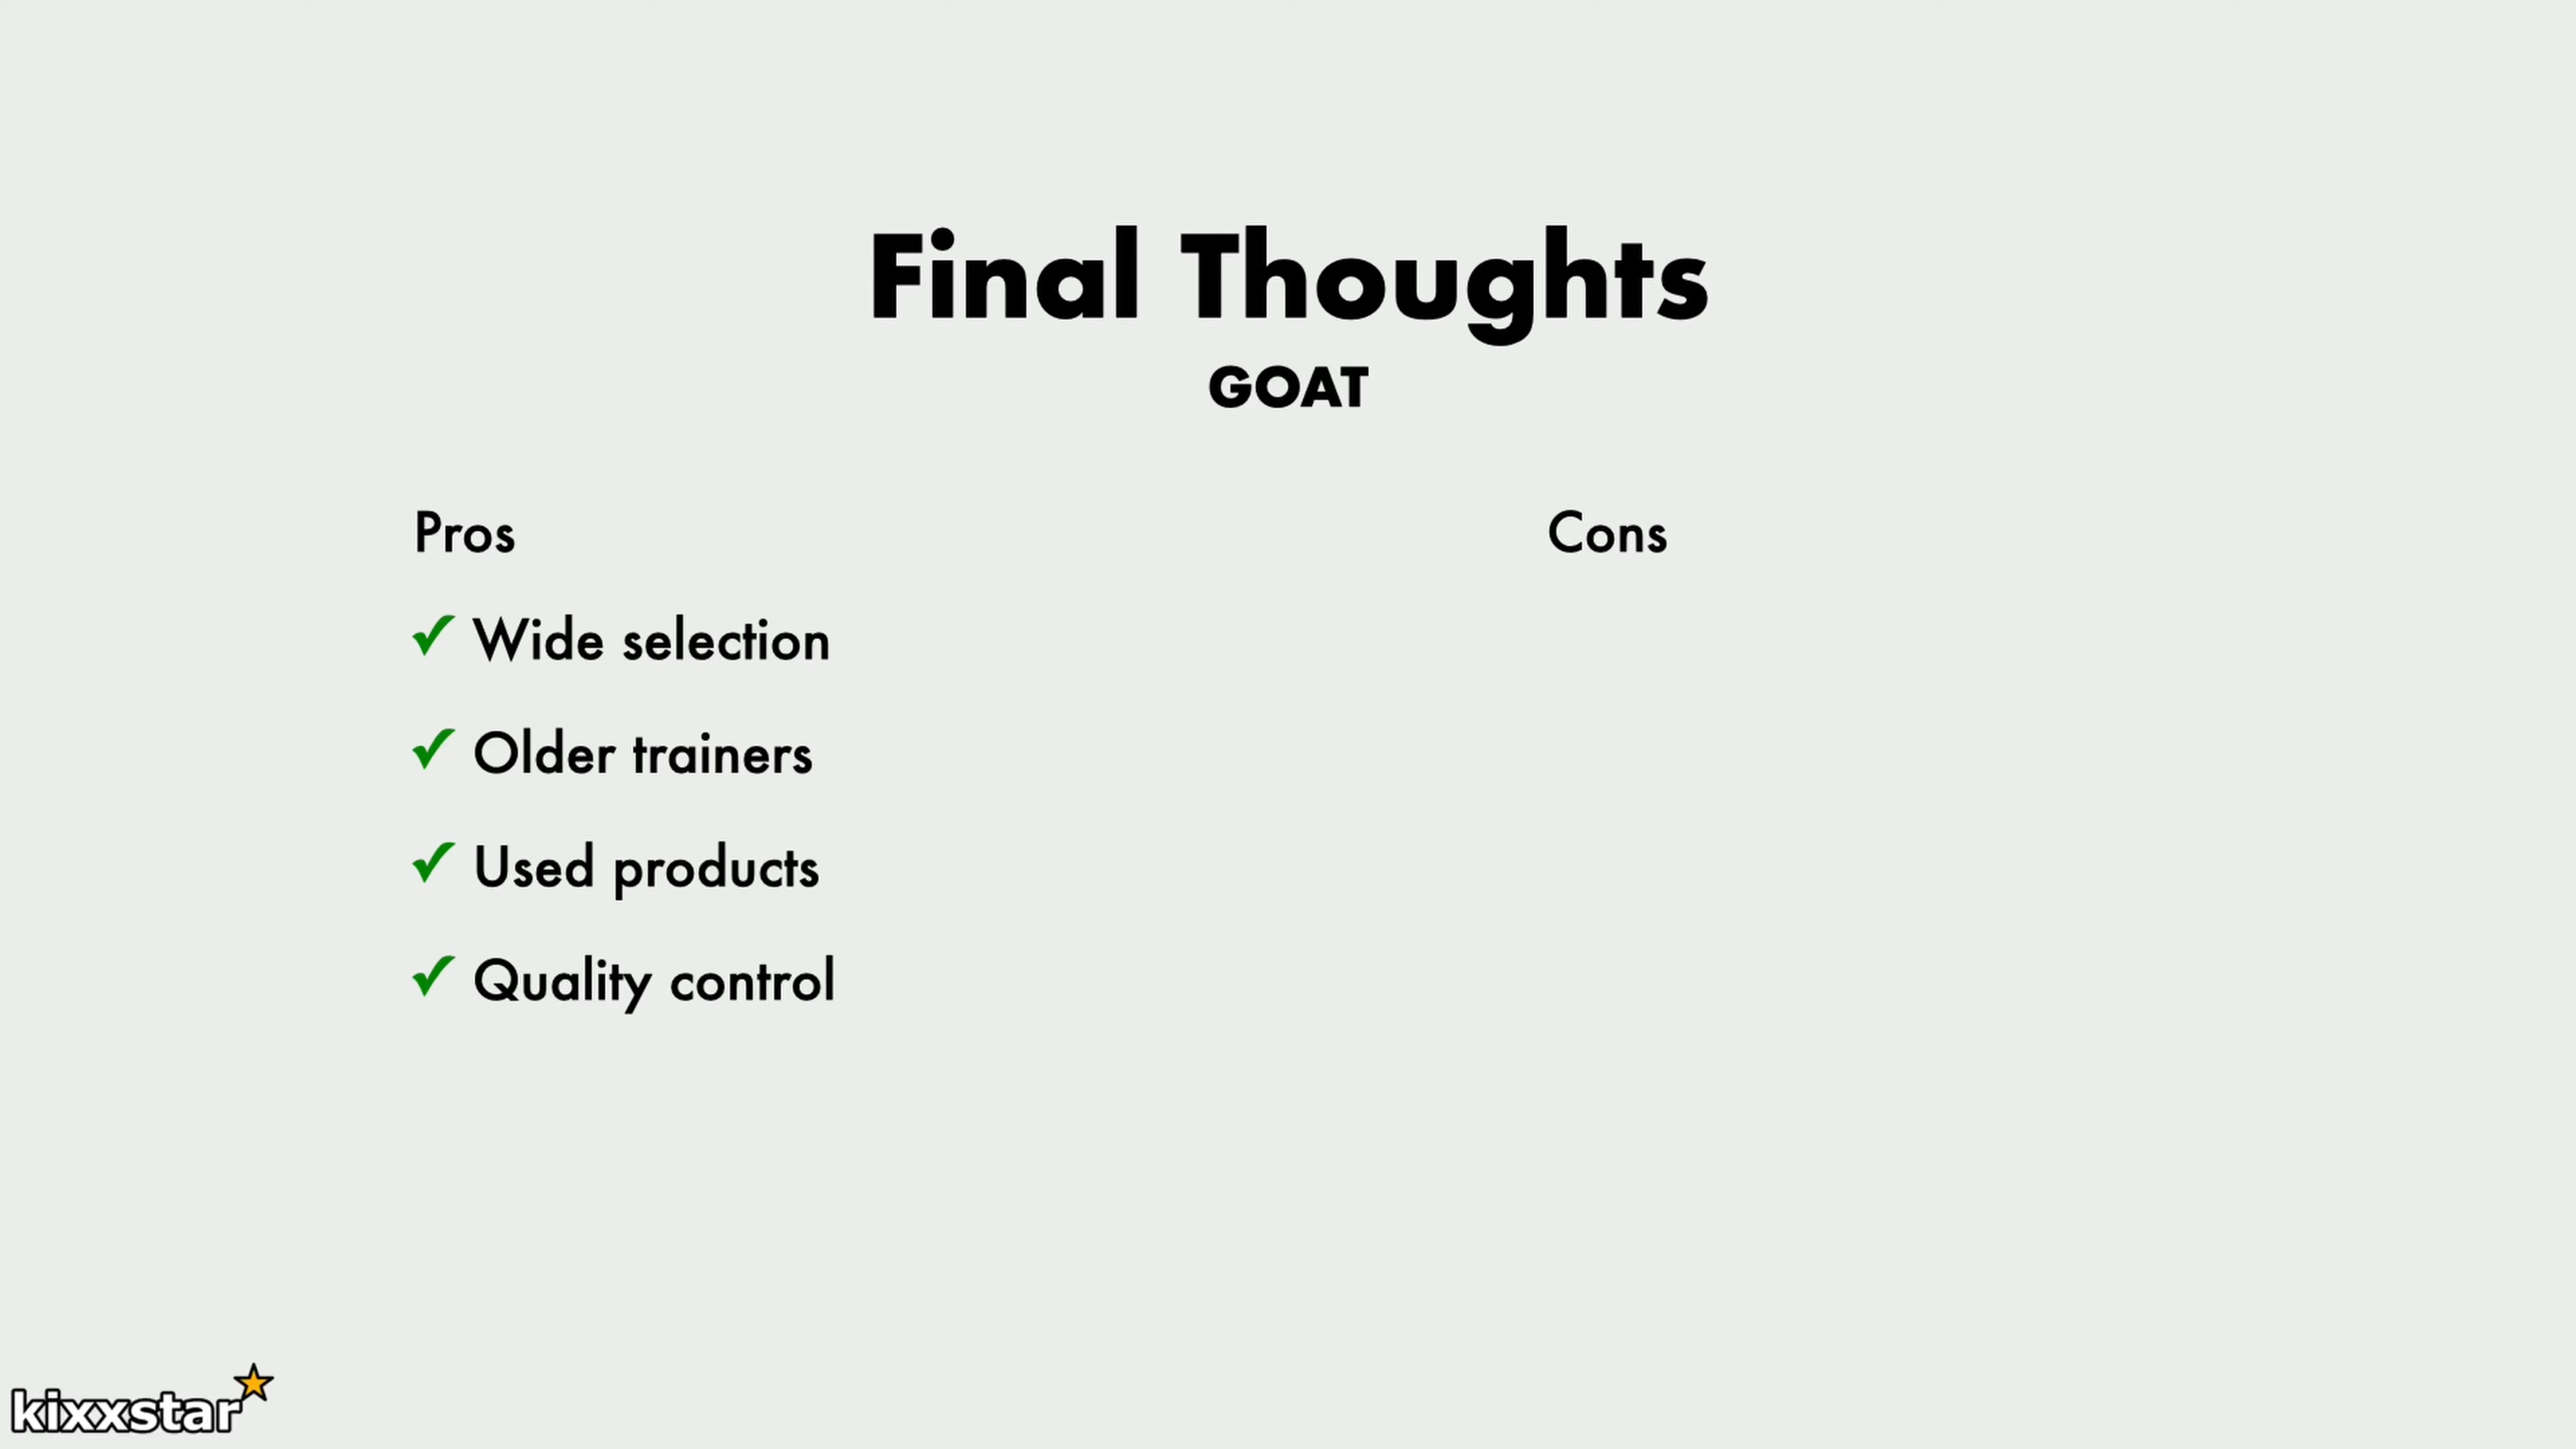 Final Thoughts
GOAT
Pros
Cons
✓ Wide selection
✓ Older trainers
✓ Used products
✓ Quality control
kixxstar